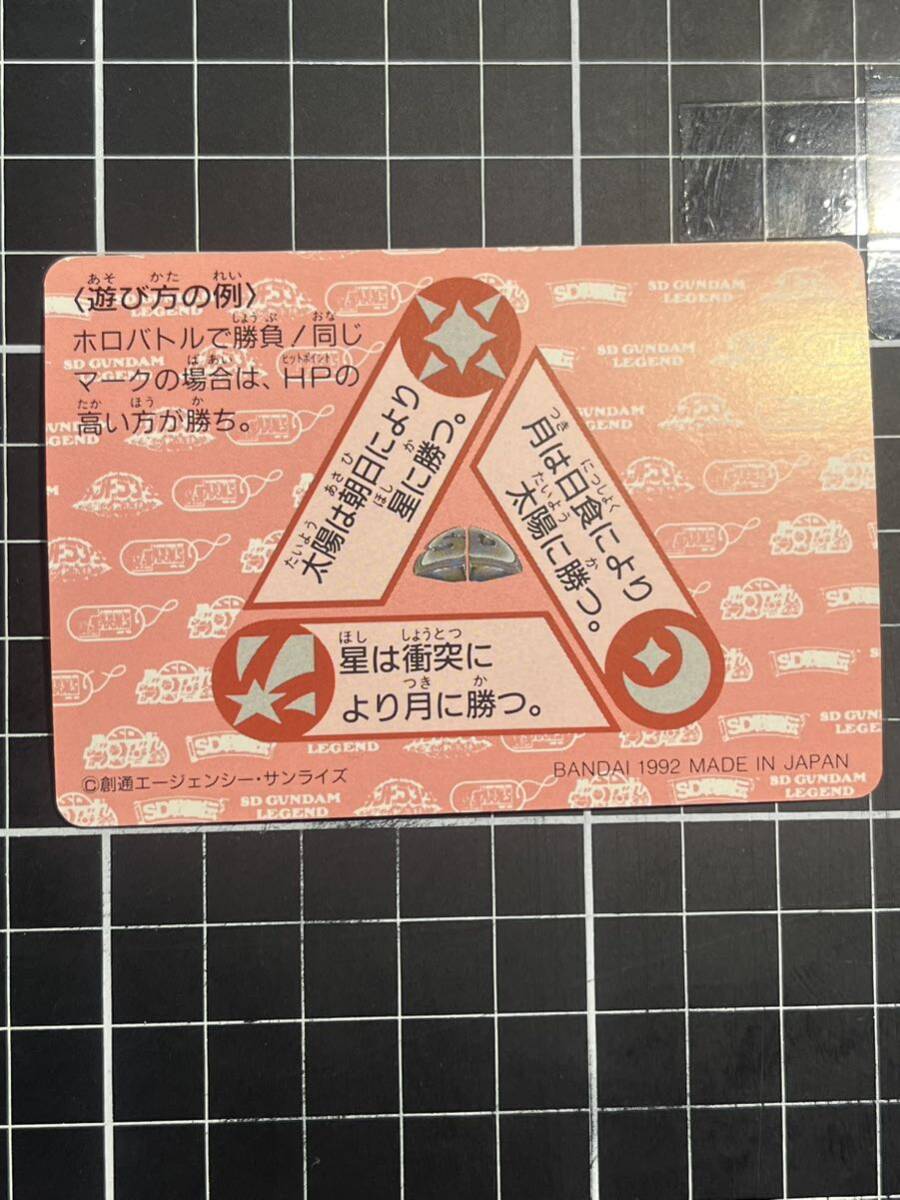 〈遊び方の例〉
ホロバトルで勝負！同じ
マークの場合は、HPの
高い方が勝ち。
太陽は朝日により
星に勝つ。
月は日食により
太陽に勝つ。
星は衝突に
より月に勝つ。
©創通エージェンシー・サンライズ
BANDAI 1992 MADE IN JAPAN
SD GUNDAM
LEGEND